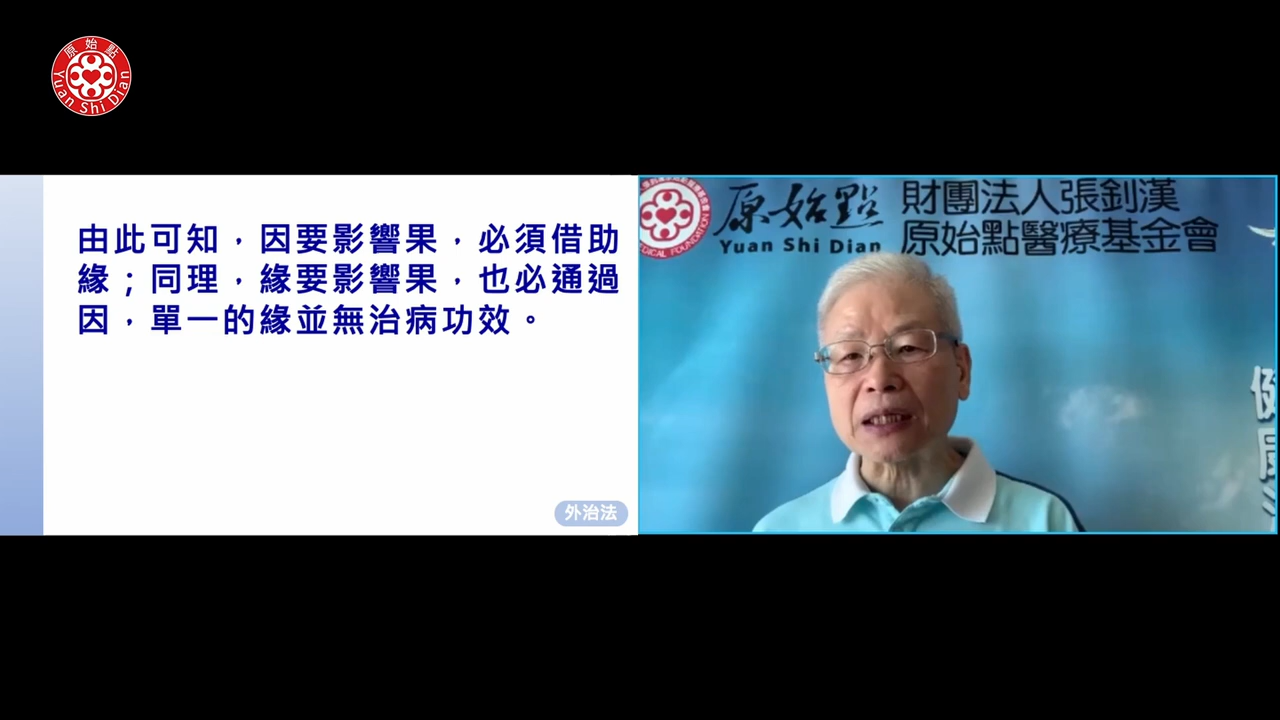 原始點
Yuan Shi Dian
由此可知，因要影響果，必須借助
緣；同理，緣要影響果，也必通過
因，單一的緣並無治病功效。
外治法
原始點
Yuan Shi Dian
財團法人張釗漢
原始點醫療基金會